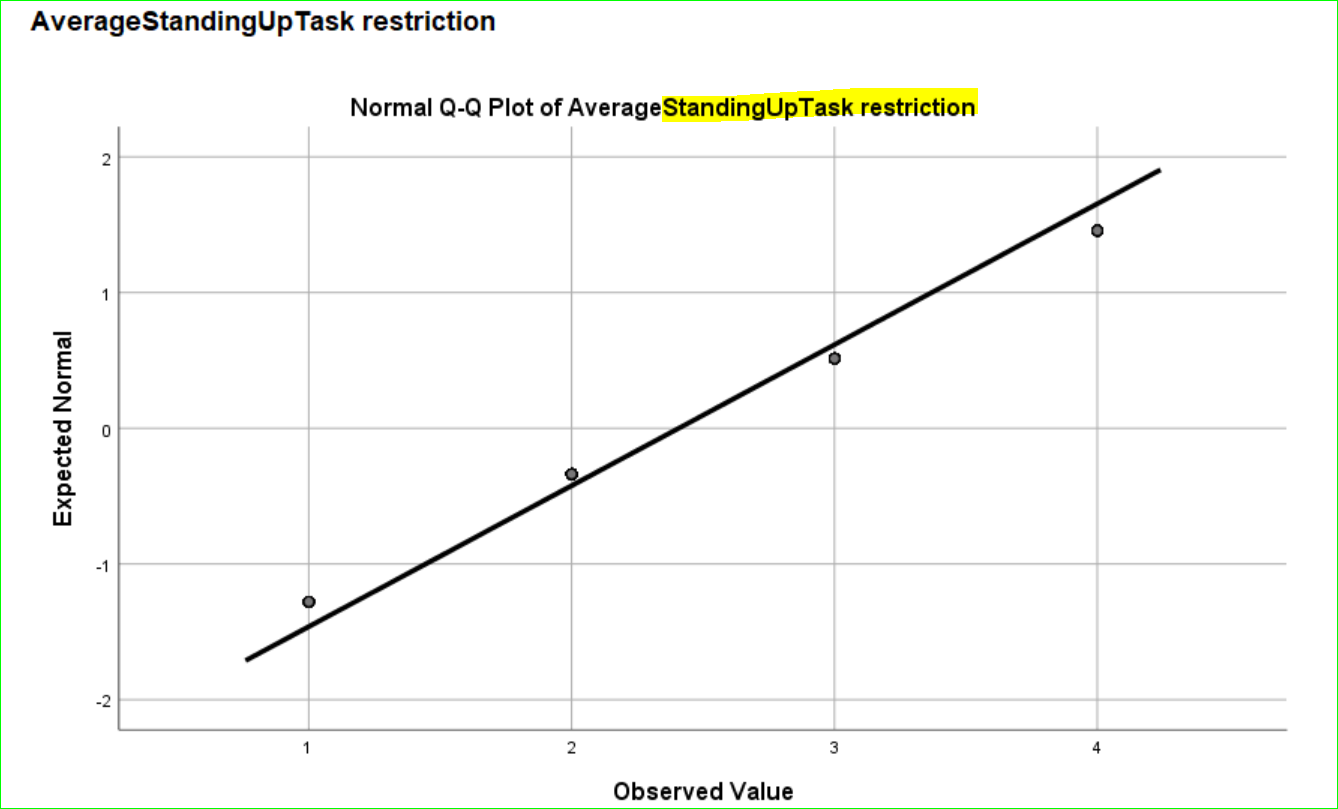 AverageStandingUpTask restriction
Normal Q-Q Plot of AverageStandingUpTask restriction
2
1
0
-1
-2
Expected Normal
1 2 3 4
Observed Value